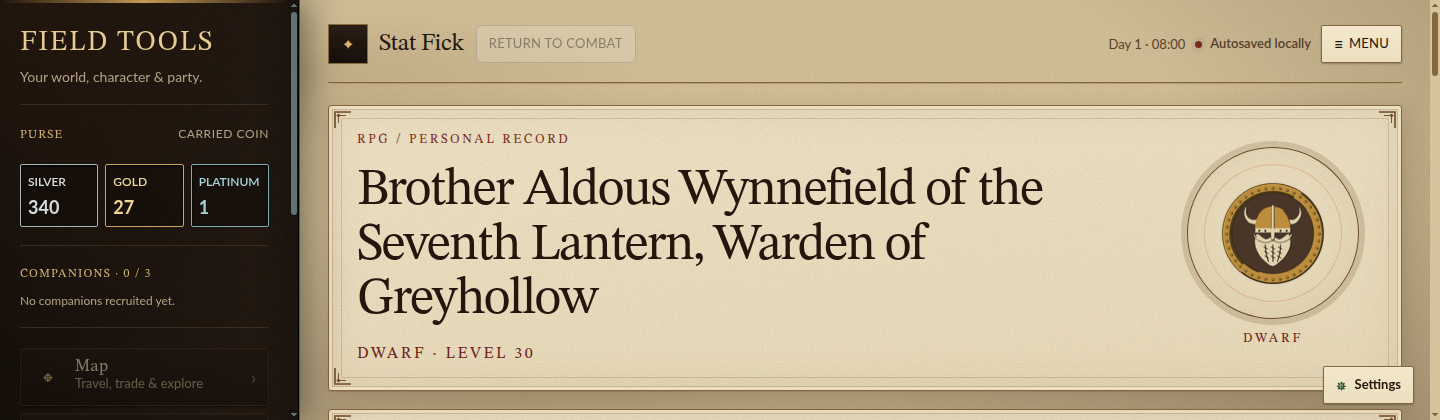 FIELD TOOLS
Your world, character & party.
PURSE CARRIED COIN
SILVER GOLD PLATINUM
340 27 1
COMPANIONS · 0 / 3
No companions recruited yet.
Map
Travel, trade & explore
Stat Fick RETURN TO COMBAT Day 1 · 08:00 Autosaved locally MENU
RPG / PERSONAL RECORD
Brother Aldous Wynnefield of the
Seventh Lantern, Warden of
Greyhollow
DWARF · LEVEL 30
DWARF
Settings